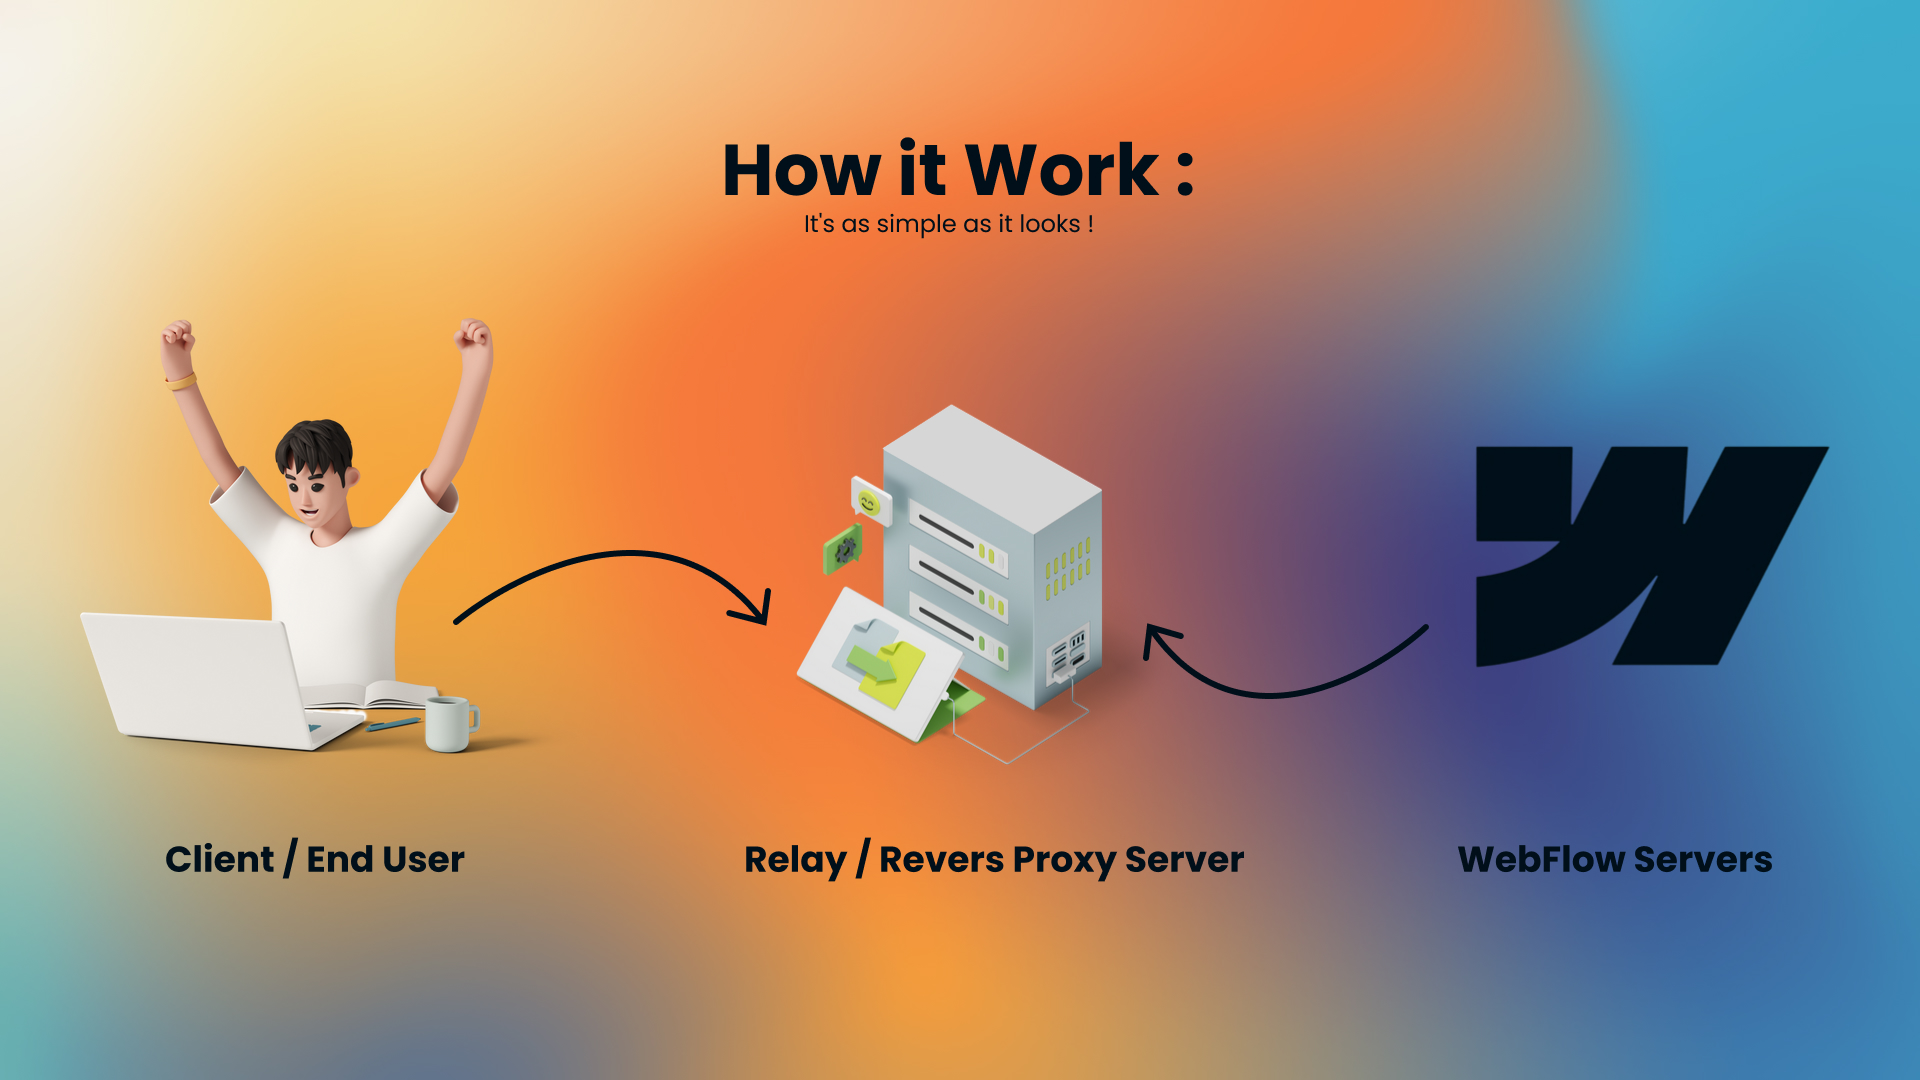 How it Work :
It's as simple as it looks !
Client / End User
Relay / Revers Proxy Server
WebFlow Servers